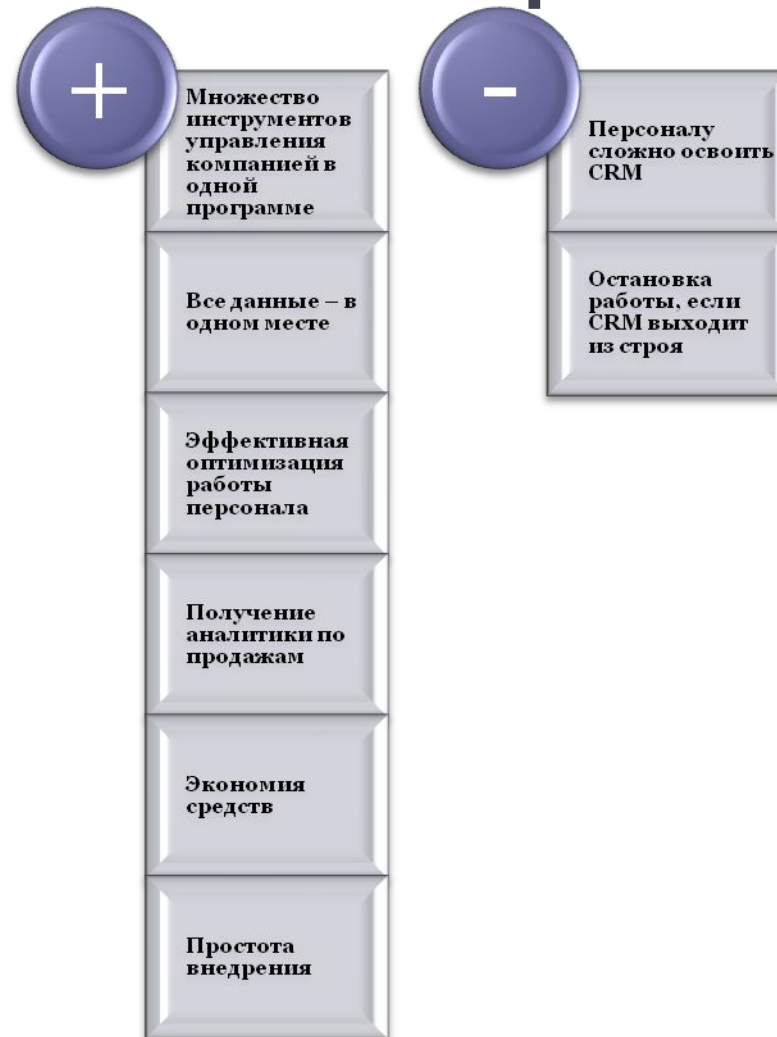 +
Множество
инструментов
управления
компанией в
одной
программе
Все данные – в
одном месте
Эффективная
оптимизация
работы
персонала
Получение
аналитики по
продажам
Экономия
средств
Простота
внедрения
-
Персоналу
сложно освоить
CRM
Остановка
работы, если
CRM выходит
из строя